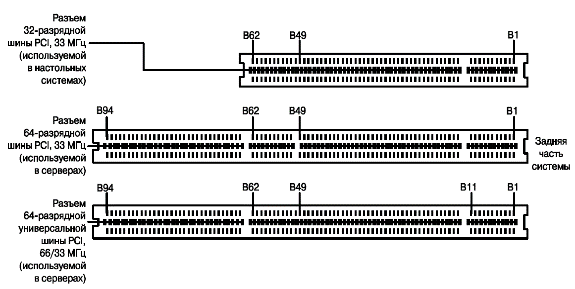 Разъем
32-разрядной
шины PCI, 33 МГц
(используемой
в настольных
системах)
B62 B49 B1
Разъем
64-разрядной
шины PCI, 33 МГц
(используемой
в серверах)
B94 B62 B49 B1
Задняя
часть
системы
Разъем
64-разрядной
универсальной
шины PCI,
66/33 МГц
(используемой
в серверах)
B94 B62 B49 B11 B1